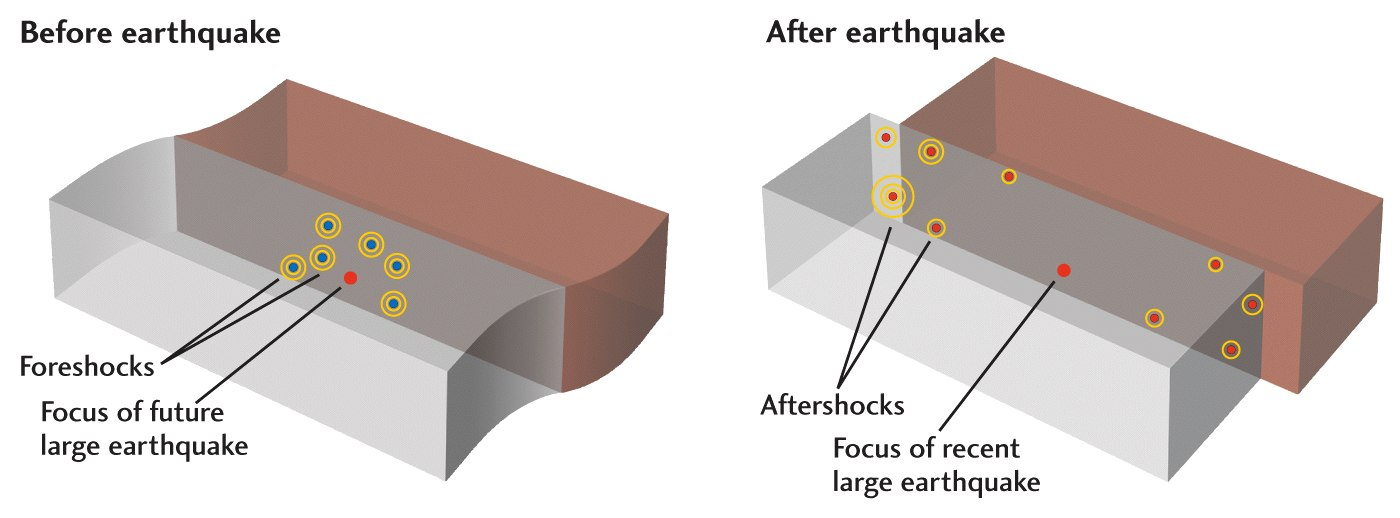 Before earthquake
Foreshocks
Focus of future
large earthquake
After earthquake
Aftershocks
Focus of recent
large earthquake